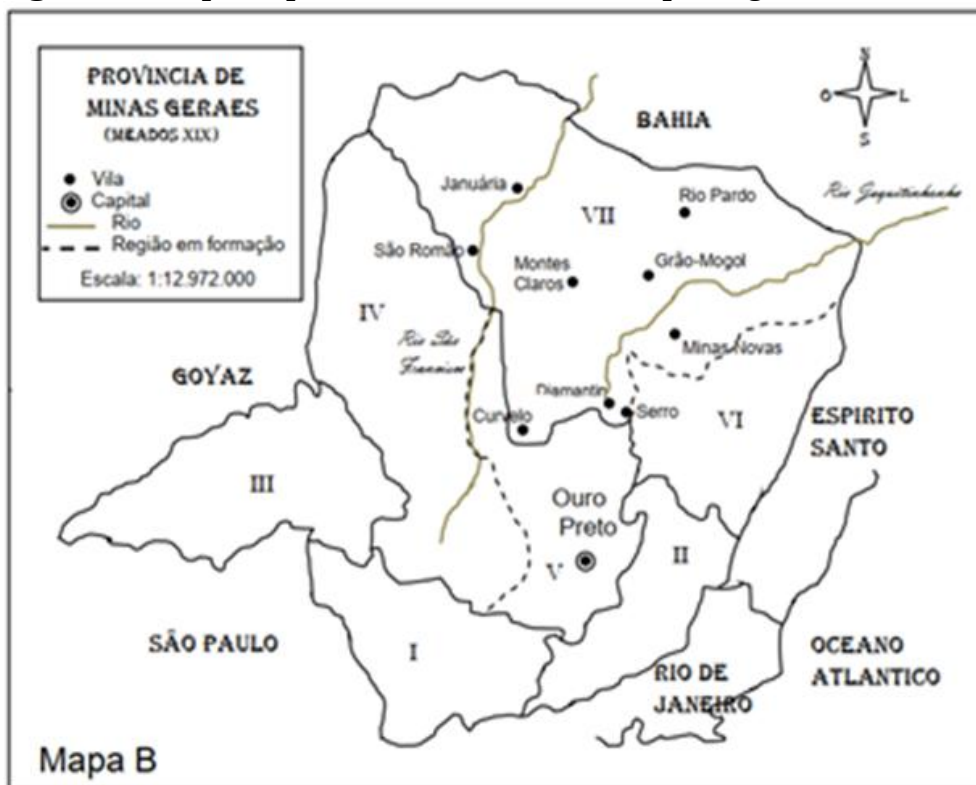 PROVINCIA DE
MINAS GERAES
(MEADOS XIX)
Vila
Capital
Rio
Região em formação
Escala: 1:12.972.000
N
O
L
S
BAHIA
Januária
Rio Pardo
Rio Jequitinhonha
VII
São Romão
Montes
Claros
Grão-Mogol
IV
Rio São
Francisco
Minas Novas
GOYAZ
Diamantin
Serro
Curvelo
VI
ESPIRITO
SANTO
III
Ouro
Preto
II
V
SÃO PAULO
I
RIO DE
JANEIRO
OCEANO
ATLANTICO
Mapa B